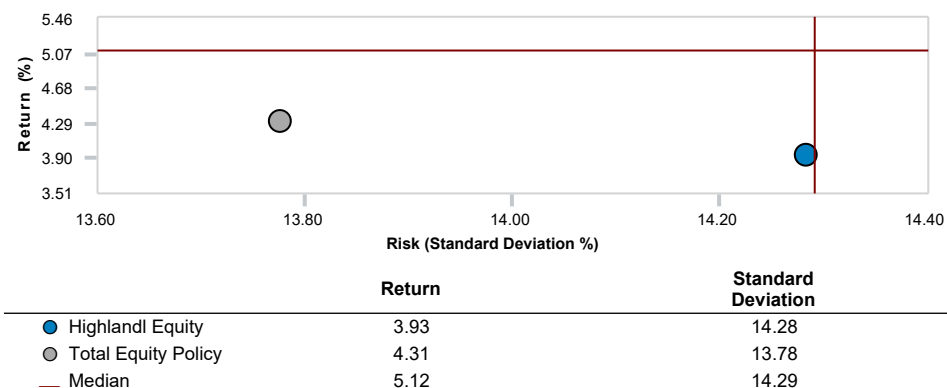 5.46
5.07
4.68
4.29
3.90
3.51
Return (%)
13.60 13.80 14.00 14.20 14.40
Risk (Standard Deviation %)
Return Standard Deviation
Highlandl Equity 3.93 14.28
Total Equity Policy 4.31 13.78
Median 5.12 14.29